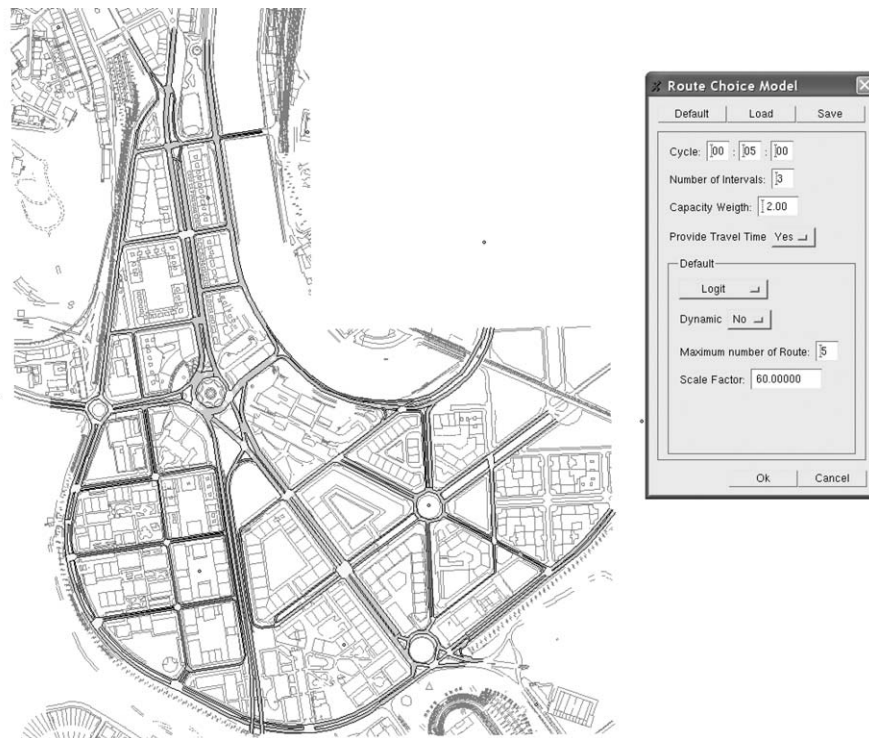 Route Choice Model
Default Load Save
Cycle: 00 : 05 : 00
Number of Intervals: 3
Capacity Weigth: 2.00
Provide Travel Time Yes
Default
Logit
Dynamic No
Maximum number of Route: 5
Scale Factor: 60.00000
Ok Cancel